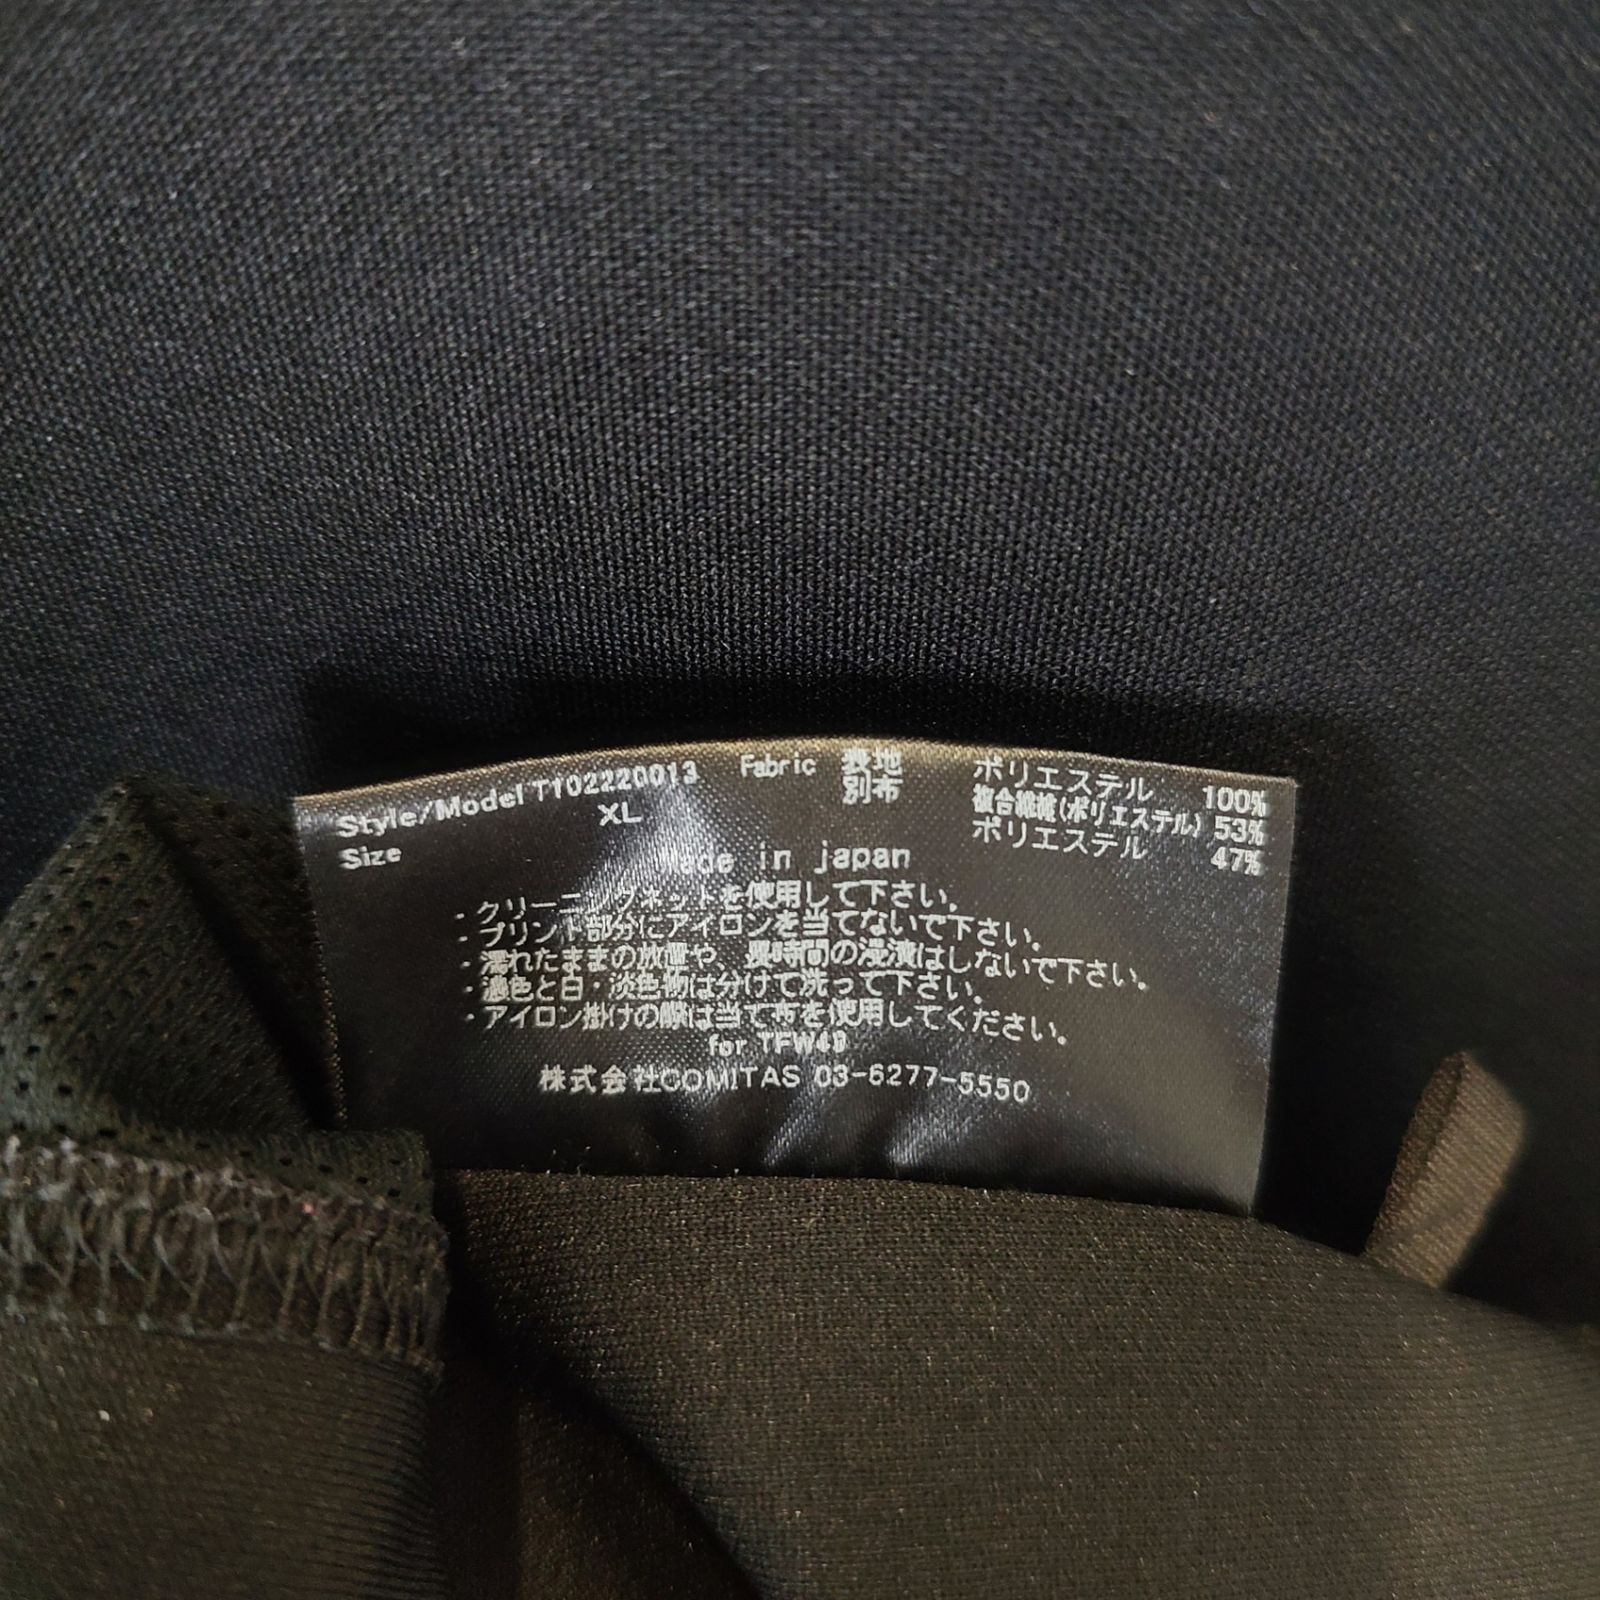 Style/Model T102220013 Fabric 表地 ポリエステル 100%
Size XL 別布 複合繊維(ポリエステル) 53%
ポリエステル 47%
Made in japan
・クリーニングネットを使用して下さい。
・プリント部分にアイロンを当てないで下さい。
・濡れたままの放置や 長時間の浸漬はしないで下さい。
・濃色と白・淡色物は分けて洗って下さい。
・アイロン掛けの際は当て布を使用してください。
for TFW49
株式会社COMITAS 03-6277-5550